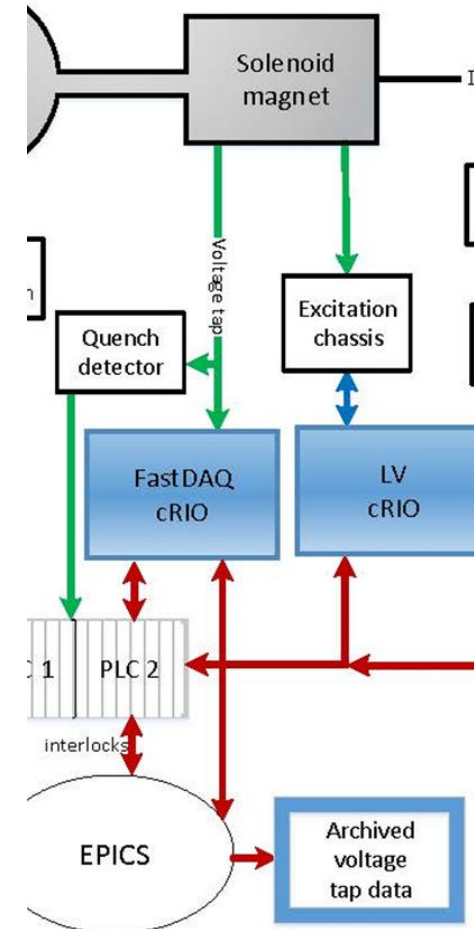 Solenoid
magnet
Voltage tap
Excitation
chassis
Quench
detector
FastDAQ
cRIO
LV
cRIO
1
PLC 2
interlocks
EPICS
Archived
voltage
tap data